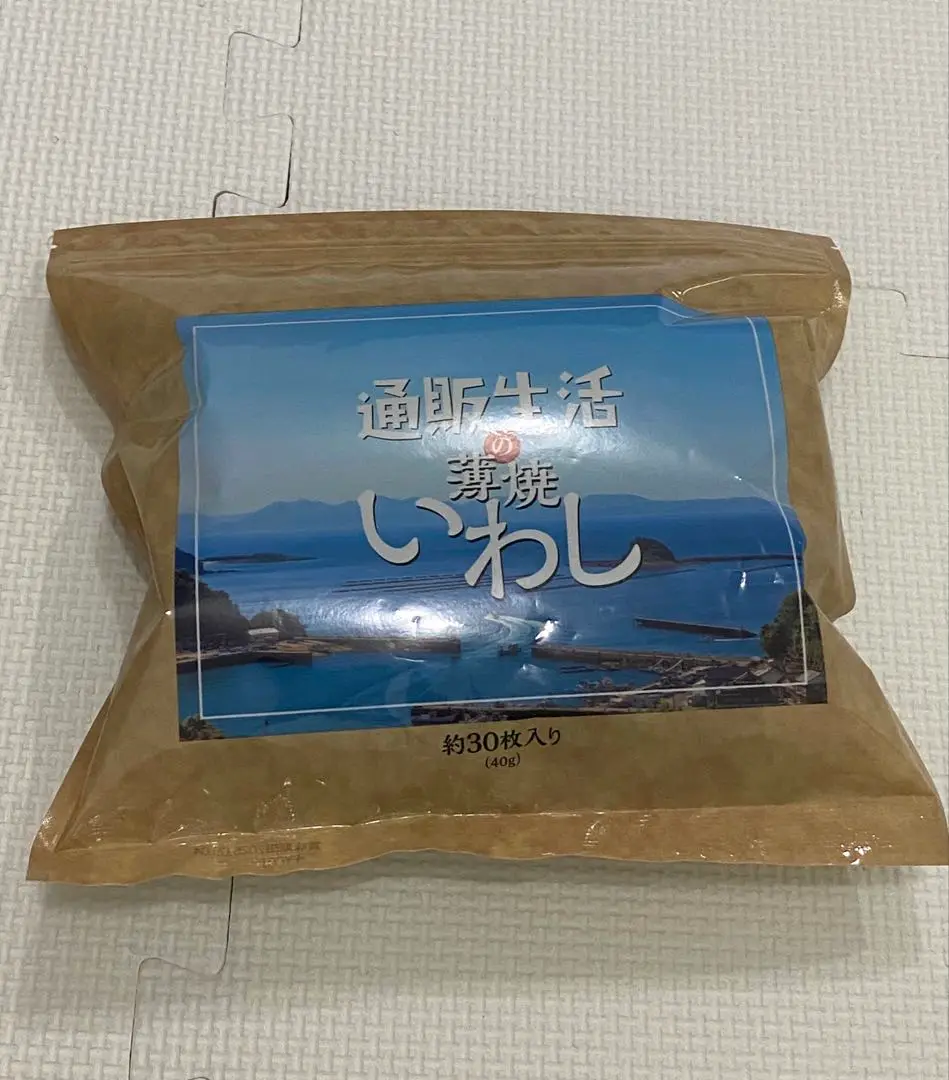 通販生活
の
薄焼
いわし
約30枚入り
(40g)